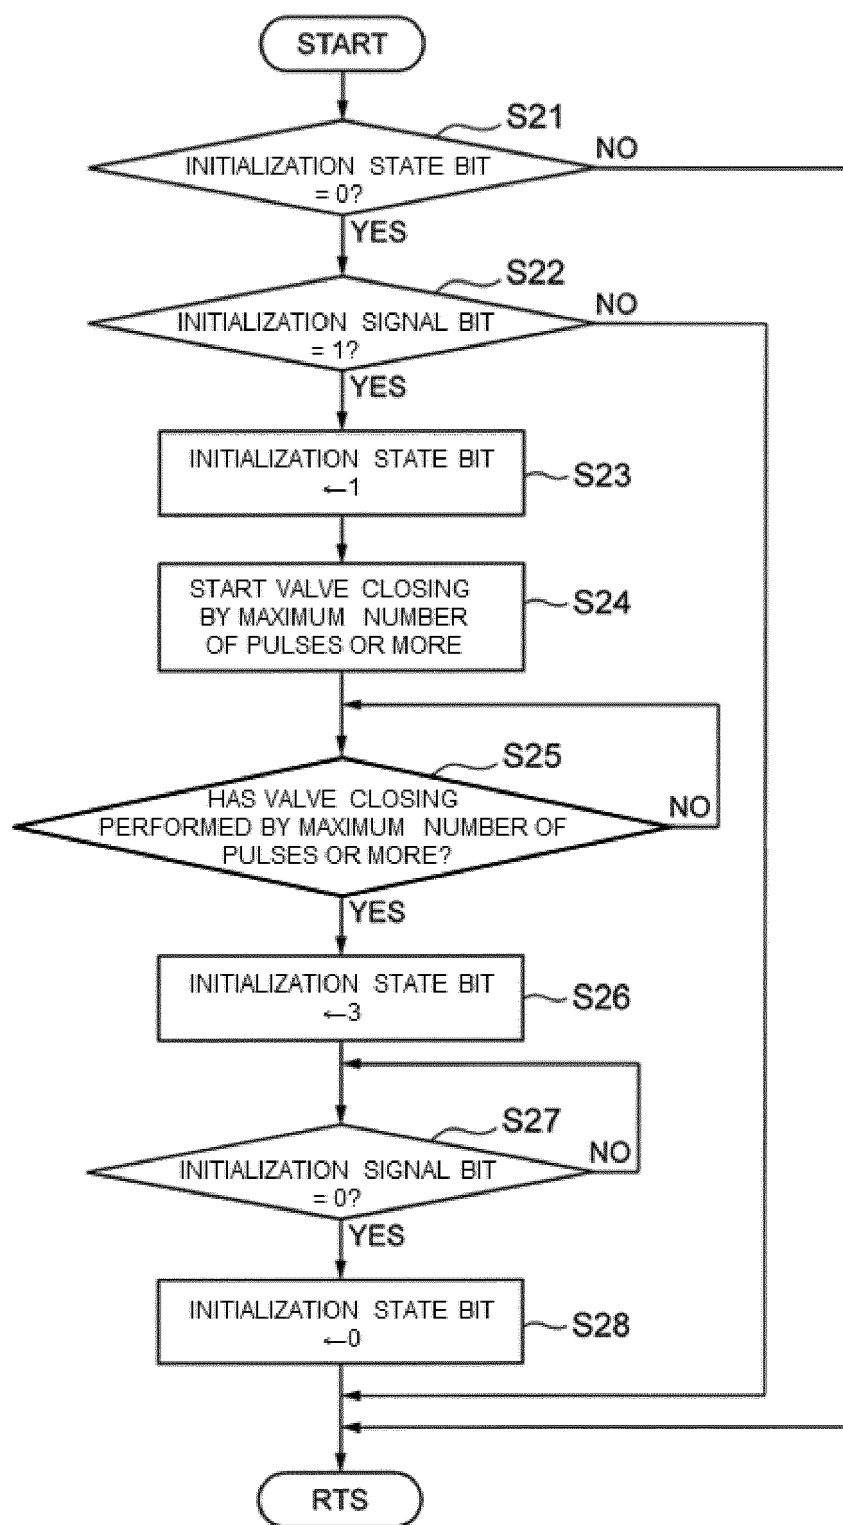 START
S21
INITIALIZATION STATE BIT
= 0?
NO
YES
S22
INITIALIZATION SIGNAL BIT
= 1?
NO
YES
INITIALIZATION STATE BIT
←1
S23
START VALVE CLOSING
BY MAXIMUM NUMBER
OF PULSES OR MORE
S24
S25
HAS VALVE CLOSING
PERFORMED BY MAXIMUM NUMBER OF
PULSES OR MORE?
NO
YES
INITIALIZATION STATE BIT
←3
S26
S27
INITIALIZATION SIGNAL BIT
= 0?
NO
YES
INITIALIZATION STATE BIT
←0
S28
RTS